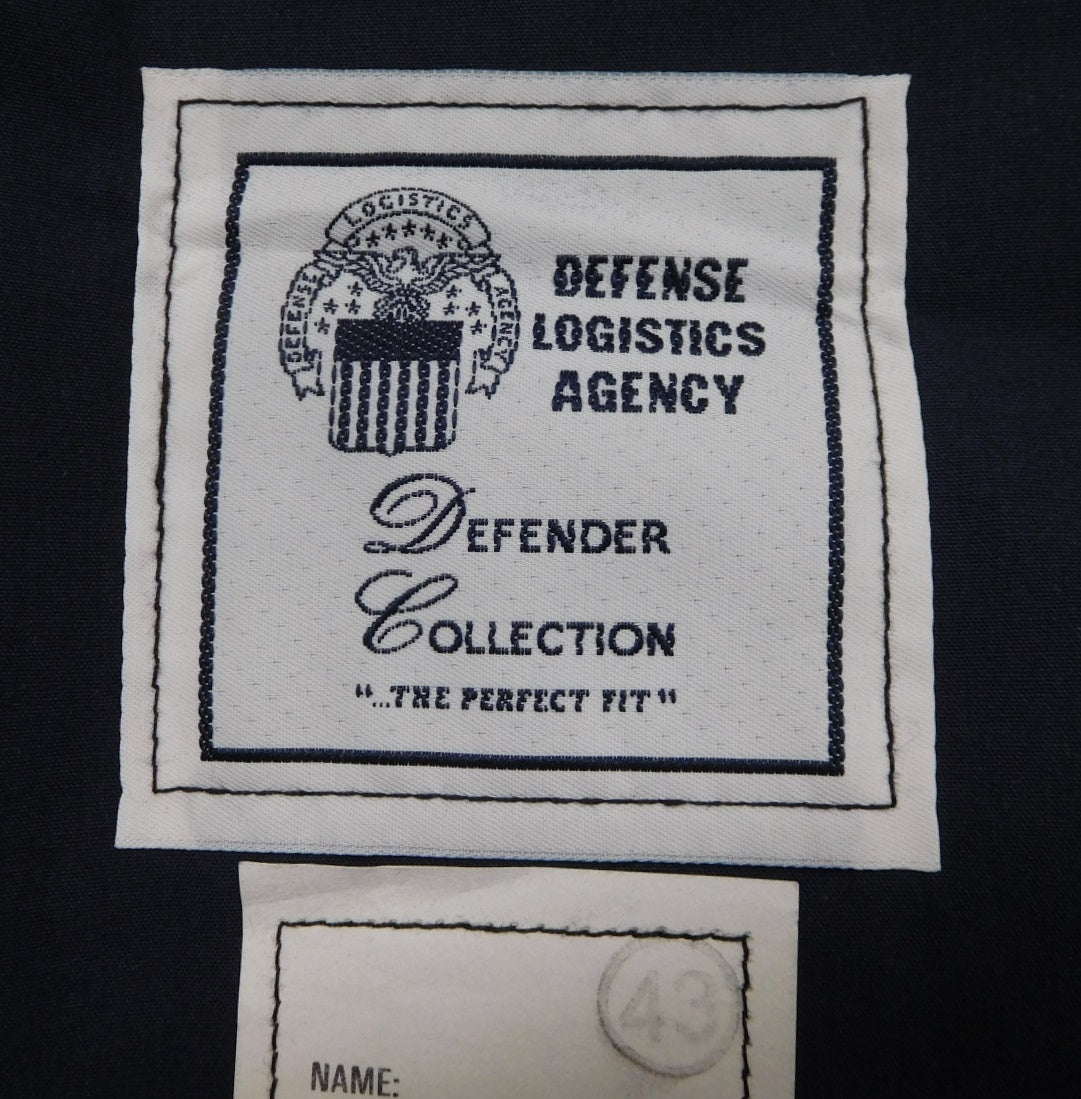 LOGISTICS
DEFENSE
AGENCY
DEFENSE
LOGISTICS
AGENCY
DEFENDER
COLLECTION
"...THE PERFECT FIT"
43
NAME: